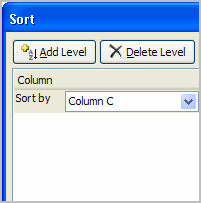 Sort
Add Level Delete Level
Column
Sort by Column C